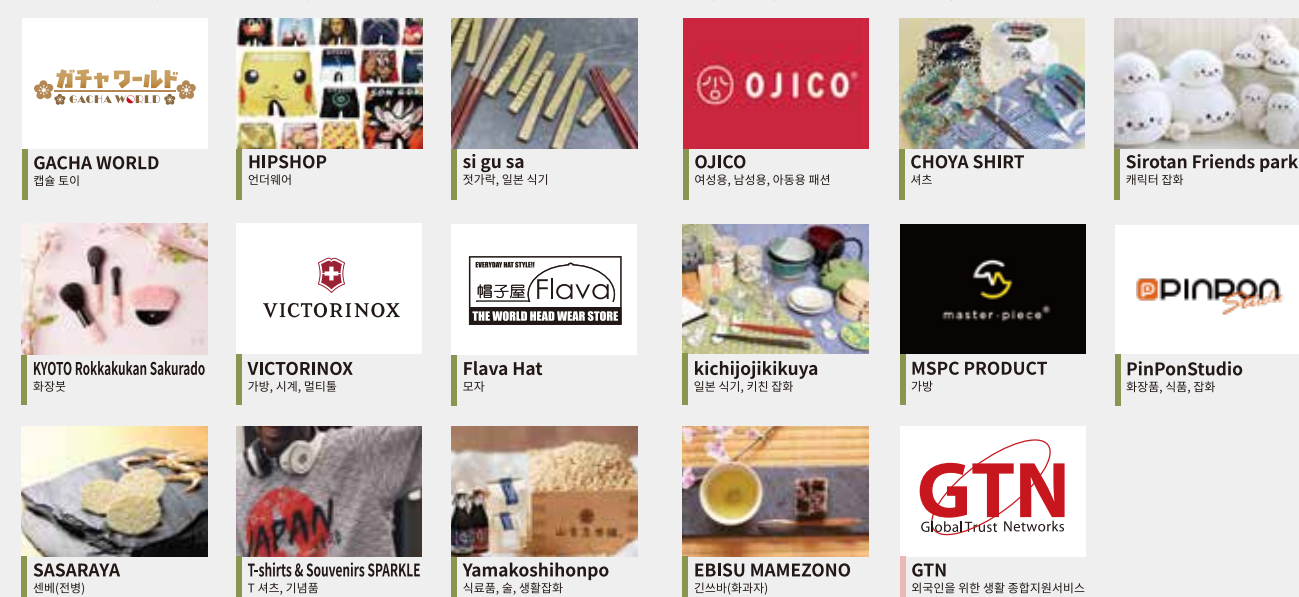 ガチャワールド
GACHA WORLD
GACHA WORLD
캡슐 토이
HIPSHOP
언더웨어
si gu sa
젓가락, 일본 식기
OJICO
OJICO
여성용, 남성용, 아동용 패션
CHOYA SHIRT
셔츠
Sirotan Friends park
캐릭터 잡화
KYOTO Rokkakukan Sakurado
화장붓
VICTORINOX
VICTORINOX
가방, 시계, 멀티툴
EVERYDAY HAT STYLE!!
帽子屋 Flava
THE WORLD HEAD WEAR STORE
Flava Hat
모자
kichijojikikuya
일본 식기, 키친 잡화
master-piece®
MSPC PRODUCT
가방
PINPON
Studio
PinPonStudio
화장품, 식품, 잡화
SASARAYA
센베(전병)
JAPAN
T-shirts & Souvenirs SPARKLE
T 셔츠, 기념품
Yamakoshihonpo
식료품, 술, 생활잡화
EBISU MAMEZONO
긴쓰바(화과자)
GTN
GlobalTrust Networks
GTN
외국인을 위한 생활 종합지원서비스